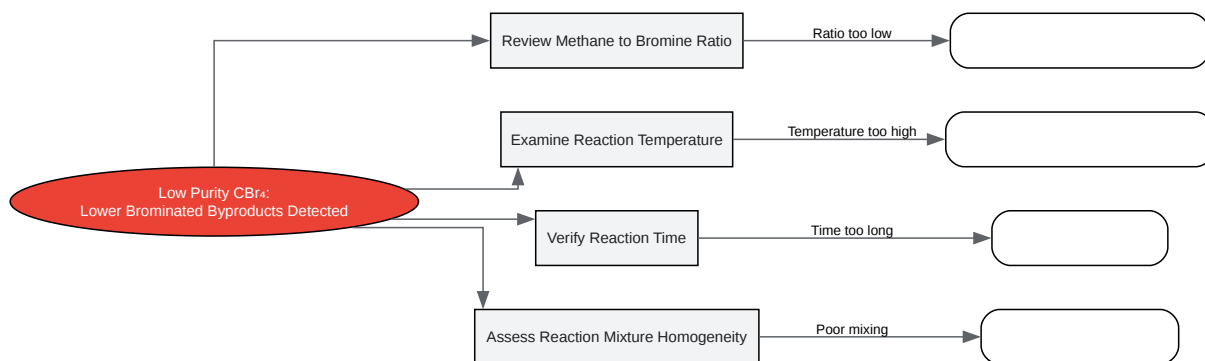 Review Methane to Bromine Ratio
Ratio too low
Examine Reaction Temperature
Temperature too high
Low Purity CBr₄:
Lower Brominated Byproducts Detected
Verify Reaction Time
Time too long
Assess Reaction Mixture Homogeneity
Poor mixing